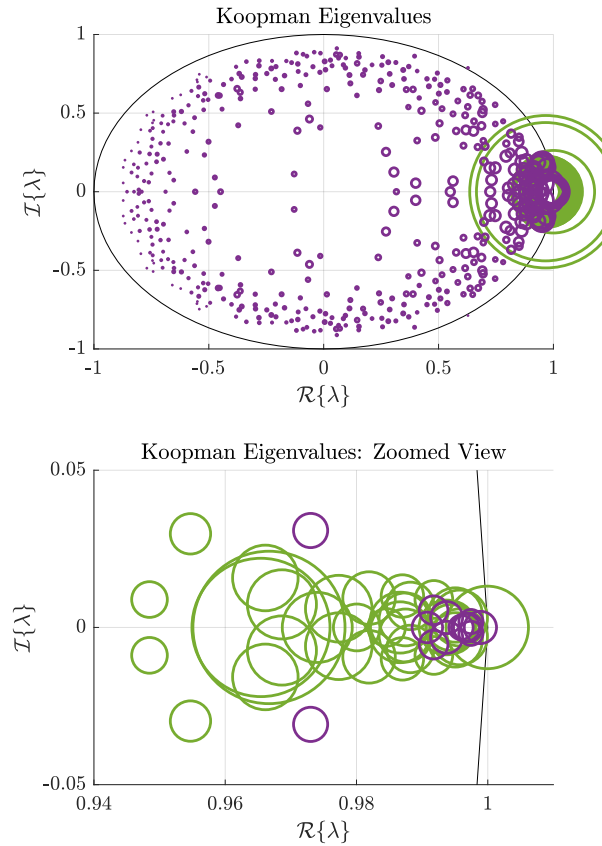 Koopman Eigenvalues
1
0.5
0
-0.5
-1
ℐ{λ}
-1 -0.5 0 0.5 1
ℛ{λ}
Koopman Eigenvalues: Zoomed View
0.05
0
-0.05
ℐ{λ}
0.94 0.96 0.98 1
ℛ{λ}